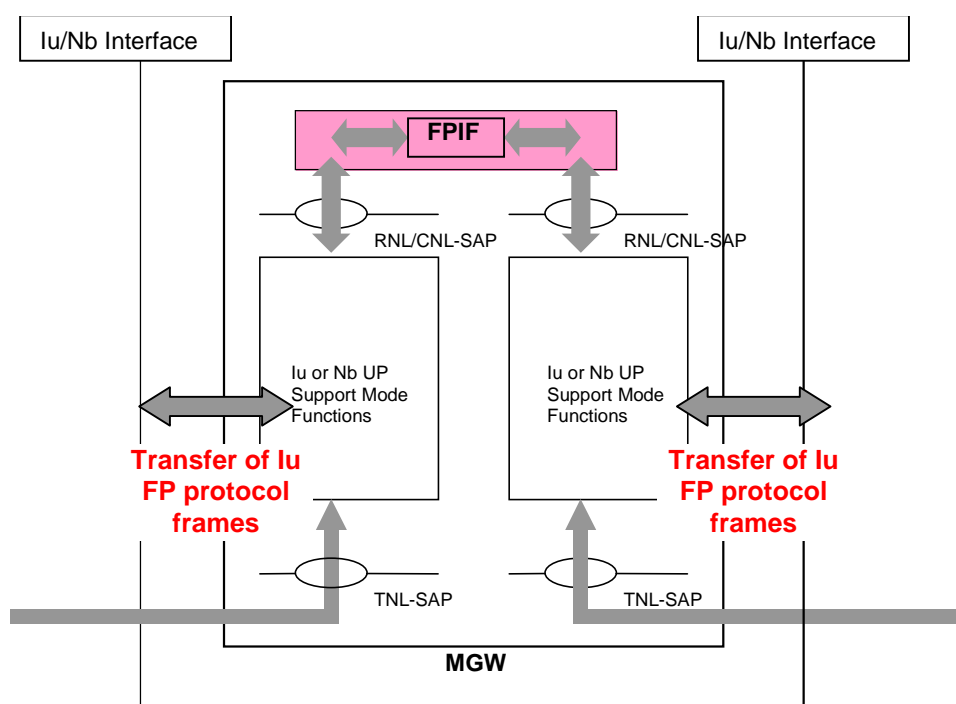 Iu/Nb Interface
Iu/Nb Interface
FPIF
RNL/CNL-SAP
RNL/CNL-SAP
Iu or Nb UP
Support Mode
Functions
Iu or Nb UP
Support Mode
Functions
Transfer of Iu
FP protocol
frames
Transfer of Iu
FP protocol
frames
TNL-SAP
TNL-SAP
MGW